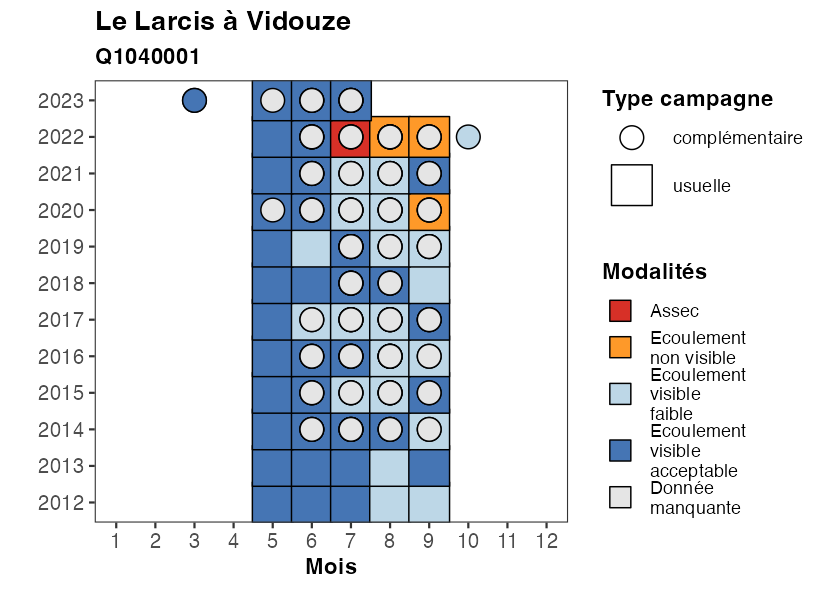 Le Larcis à Vidouze
Q1040001
2023
2022
2021
2020
2019
2018
2017
2016
2015
2014
2013
2012
1 2 3 4 5 6 7 8 9 10 11 12
Mois
Type campagne
complémentaire
usuelle
Modalités
Assec
Ecoulement
non visible
Ecoulement
visible
faible
Ecoulement
visible
acceptable
Donnée
manquante